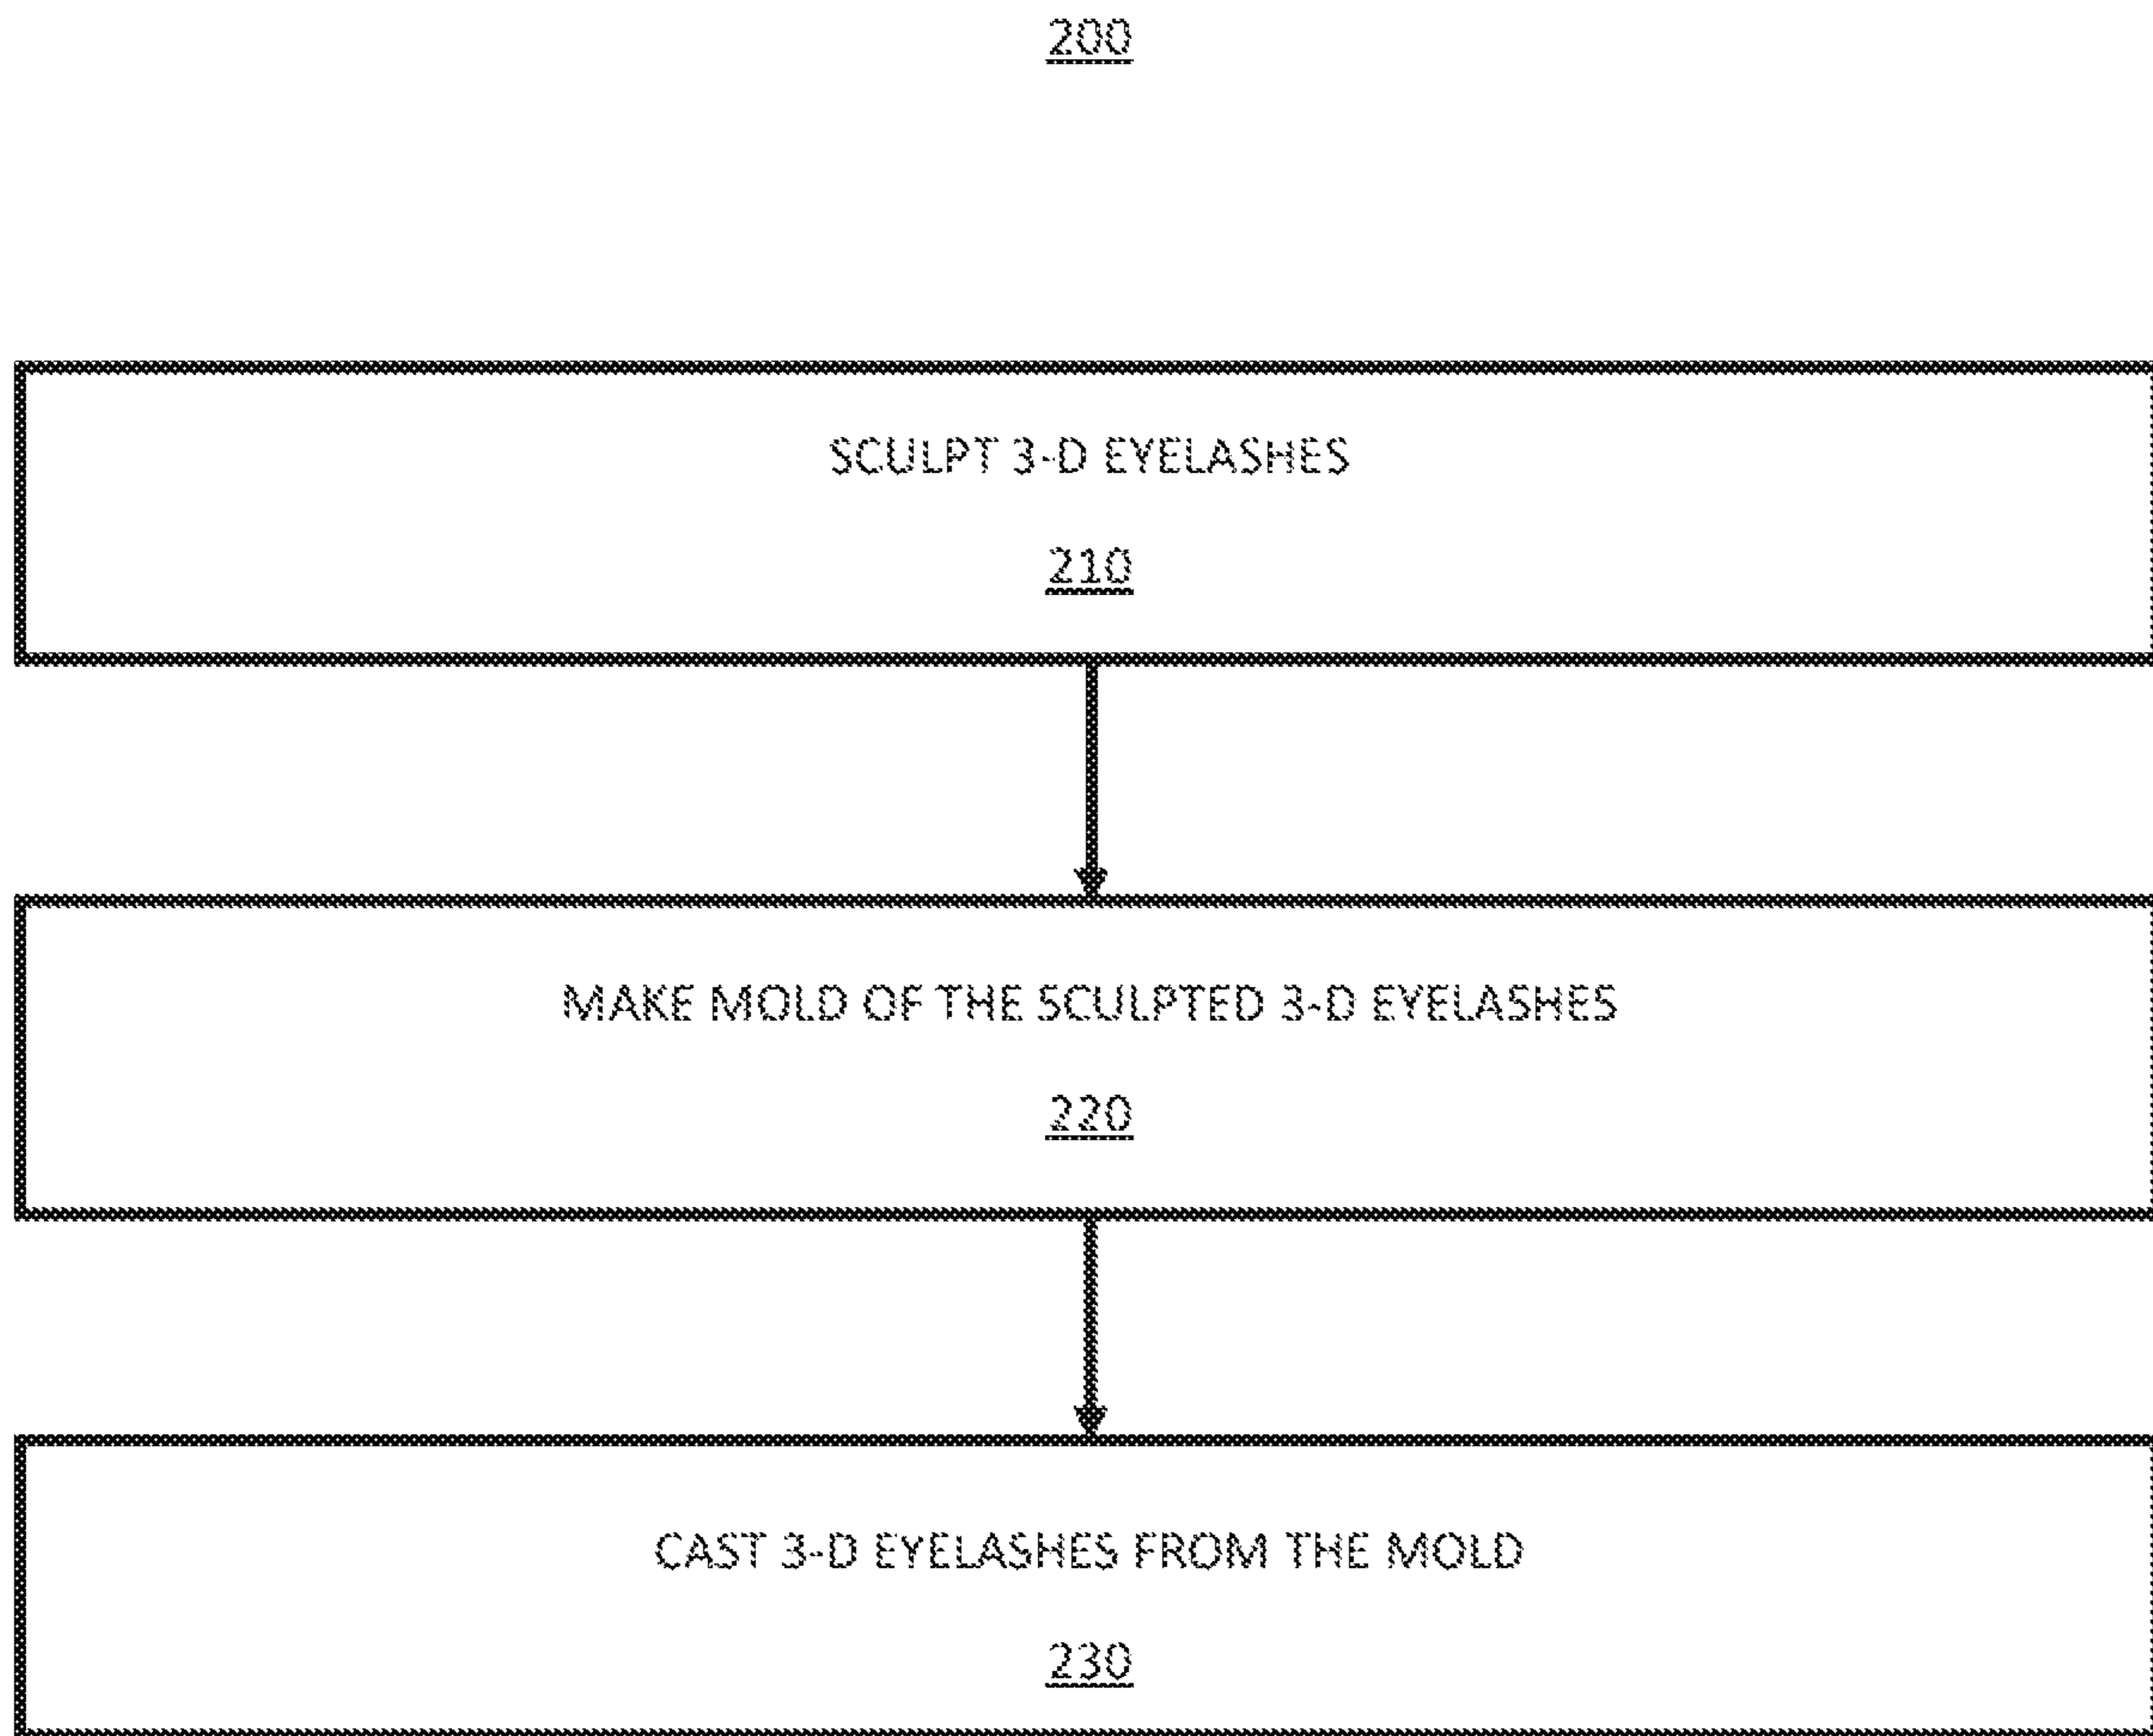 200
SCULPT 3-D EYELASHES
210
MAKE MOLD OF THE SCULPTED 3-D EYELASHES
220
CAST 3-D EYELASHES FROM THE MOLD
230